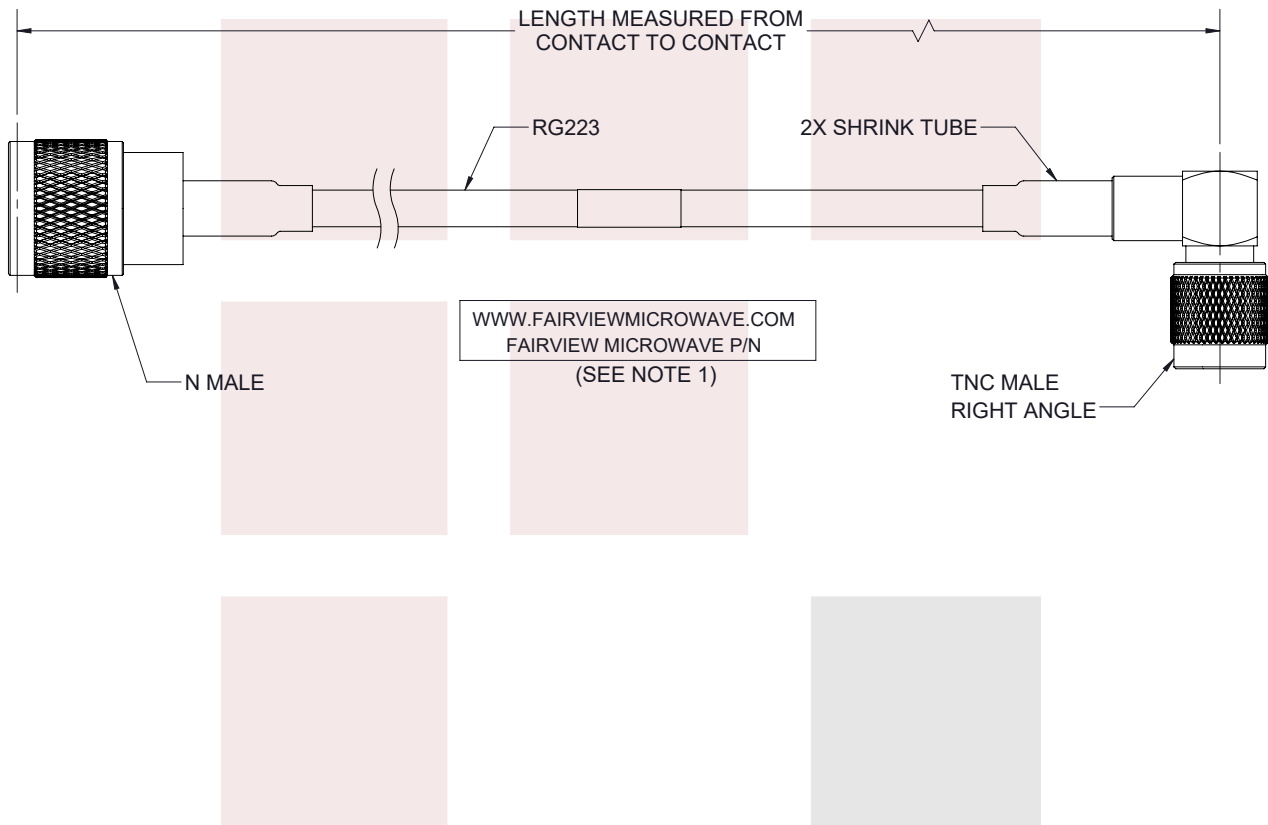 LENGTH MEASURED FROM
CONTACT TO CONTACT
RG223
2X SHRINK TUBE
WWW.FAIRVIEWMICROWAVE.COM
FAIRVIEW MICROWAVE P/N
(SEE NOTE 1)
N MALE
TNC MALE
RIGHT ANGLE